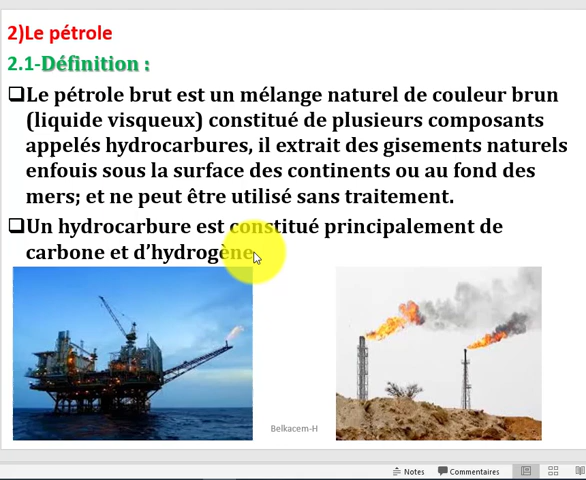 2)Le pétrole
2.1-Définition :
❑Le pétrole brut est un mélange naturel de couleur brun
(liquide visqueux) constitué de plusieurs composants
appelés hydrocarbures, il extrait des gisements naturels
enfouis sous la surface des continents ou au fond des
mers; et ne peut être utilisé sans traitement.
❑Un hydrocarbure est constitué principalement de
carbone et d’hydrogène.
Belkacem-H
Notes Commentaires